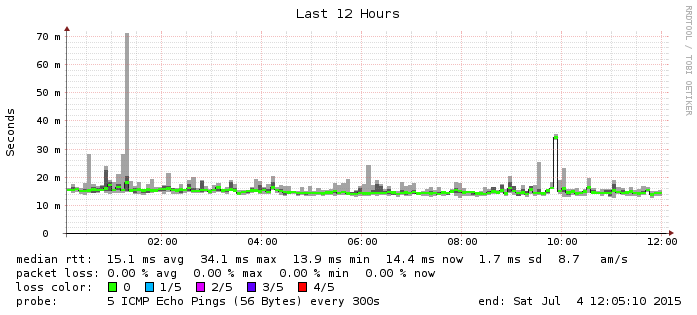 Last 12 Hours
RRDTOOL / TOBI OETIKER
Seconds
70 m
60 m
50 m
40 m
30 m
20 m
10 m
0
02:00 04:00 06:00 08:00 10:00 12:00
median rtt: 15.1 ms avg 34.1 ms max 13.9 ms min 14.4 ms now 1.7 ms sd 8.7 am/s
packet loss: 0.00 % avg 0.00 % max 0.00 % min 0.00 % now
loss color: 0 1/5 2/5 3/5 4/5
probe: 5 ICMP Echo Pings (56 Bytes) every 300s end: Sat Jul 4 12:05:10 2015